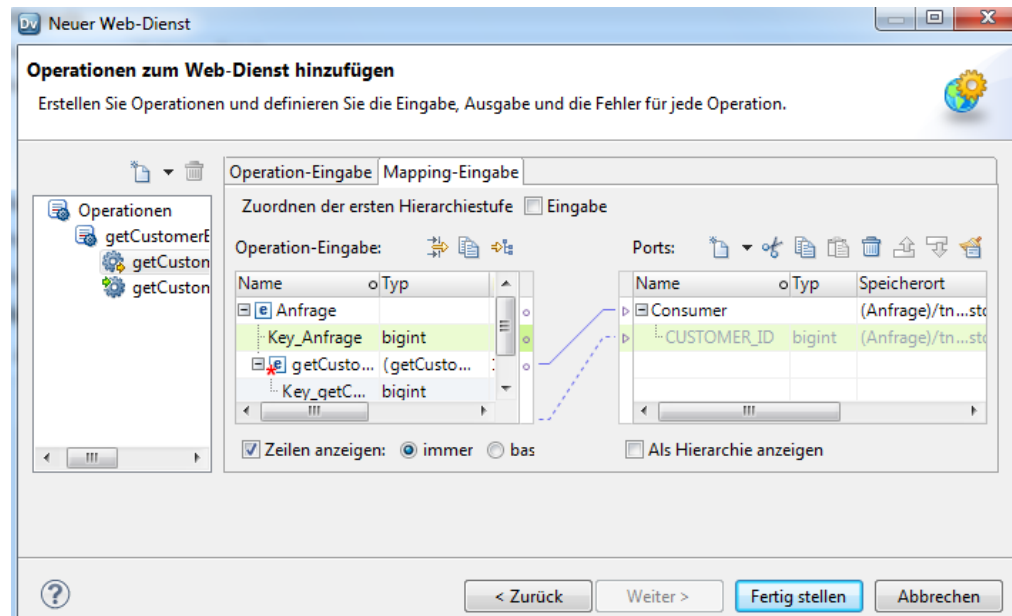 Dv Neuer Web-Dienst
Operationen zum Web-Dienst hinzufügen
Erstellen Sie Operationen und definieren Sie die Eingabe, Ausgabe und die Fehler für jede Operation.
Operationen
getCustomerE
getCuston
getCuston
Operation-Eingabe Mapping-Eingabe
Zuordnen der ersten Hierarchiestufe Eingabe
Operation-Eingabe:
Name Typ
e Anfrage
Key_Anfrage bigint
e getCusto... (getCusto...
Key_getC... bigint
Zeilen anzeigen: immer bas
Ports:
Name Typ Speicherort
Consumer (Anfrage)/tn...sto
CUSTOMER_ID bigint (Anfrage)/tn...sto
Als Hierarchie anzeigen
? < Zurück Weiter > Fertig stellen Abbrechen